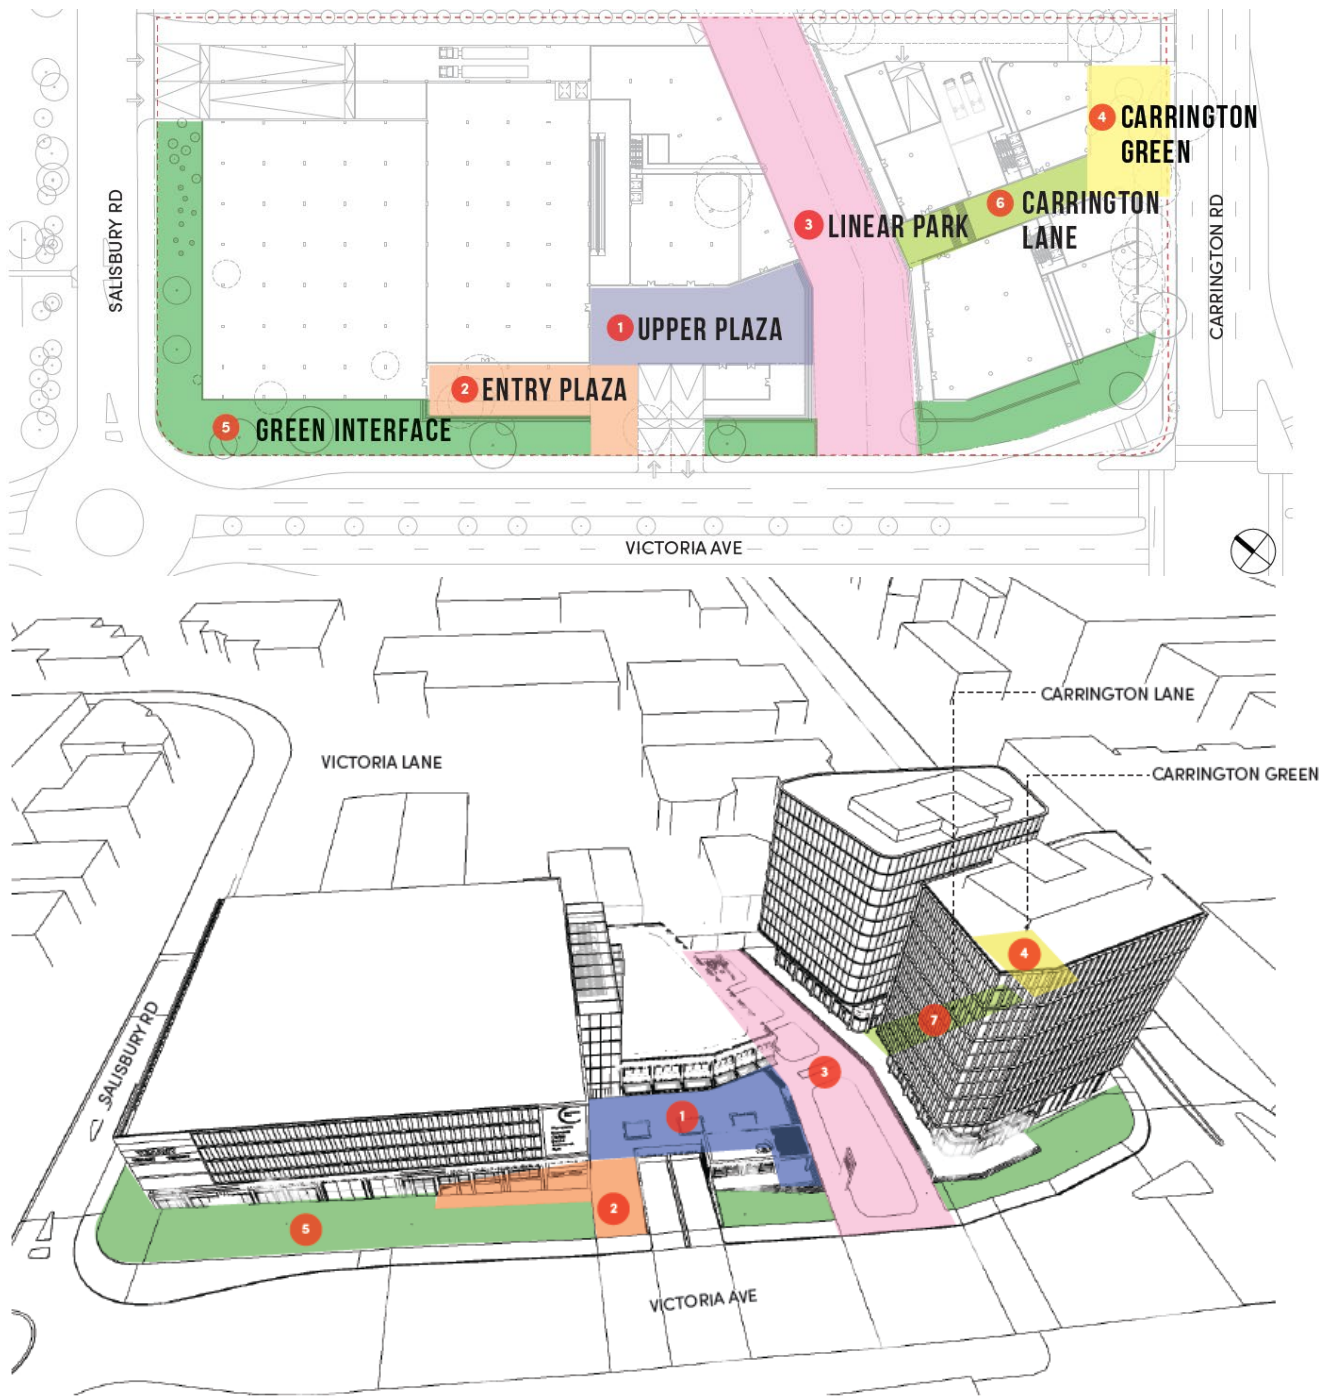 4 CARRINGTON
GREEN
SALISBURY RD
6 CARRINGTON
LANE
3 LINEAR PARK
CARRINGTON RD
1 UPPER PLAZA
2 ENTRY PLAZA
5 GREEN INTERFACE
VICTORIA AVE
CARRINGTON LANE
VICTORIA LANE
CARRINGTON GREEN
4
7
SALISBURY RD
3
1
2
5
VICTORIA AVE